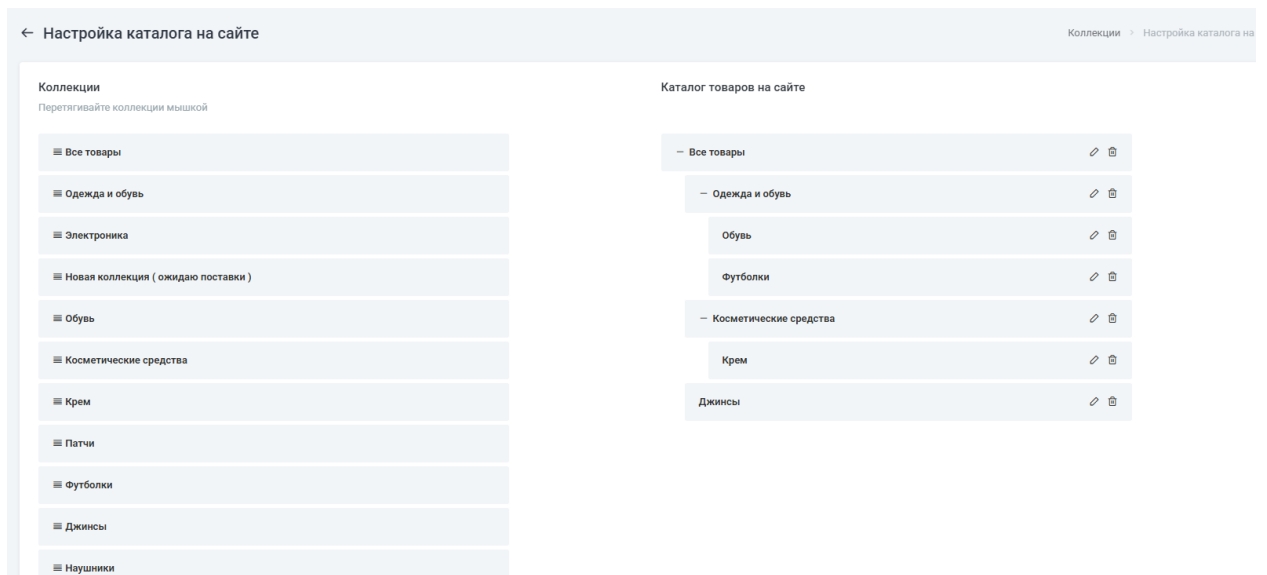 Настройка каталога на сайте
Коллекции > Настройка каталога на
Коллекции
Перетягивайте коллекции мышкой
Все товары
Одежда и обувь
Электроника
Новая коллекция ( ожидаю поставки )
Обувь
Косметические средства
Крем
Патчи
Футболки
Джинсы
Наушники
Каталог товаров на сайте
Все товары
Одежда и обувь
Обувь
Футболки
Косметические средства
Крем
Джинсы